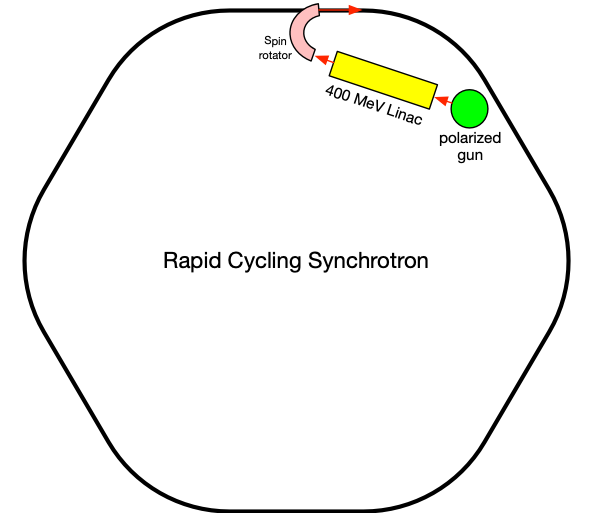 Spin
rotator
400 MeV Linac
polarized
gun
Rapid Cycling Synchrotron